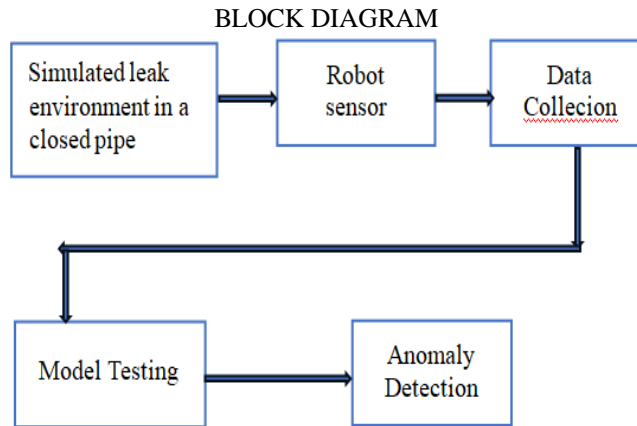 BLOCK DIAGRAM
Simulated leak
environment in a
closed pipe
Robot
sensor
Data
Collecion
Model Testing
Anomaly
Detection